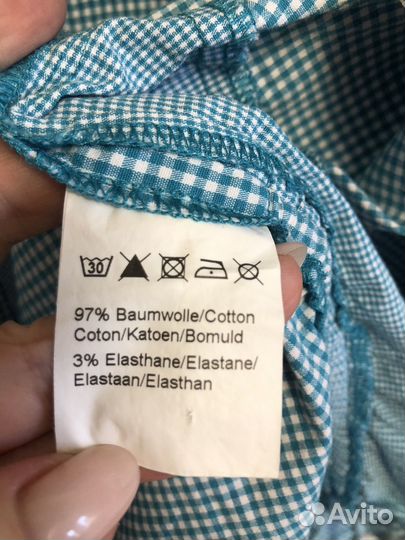 30
97% Baumwolle/Cotton
Coton/Katoen/Bomuld
3% Elasthane/Elastane/
Elastaan/Elasthan
Avito